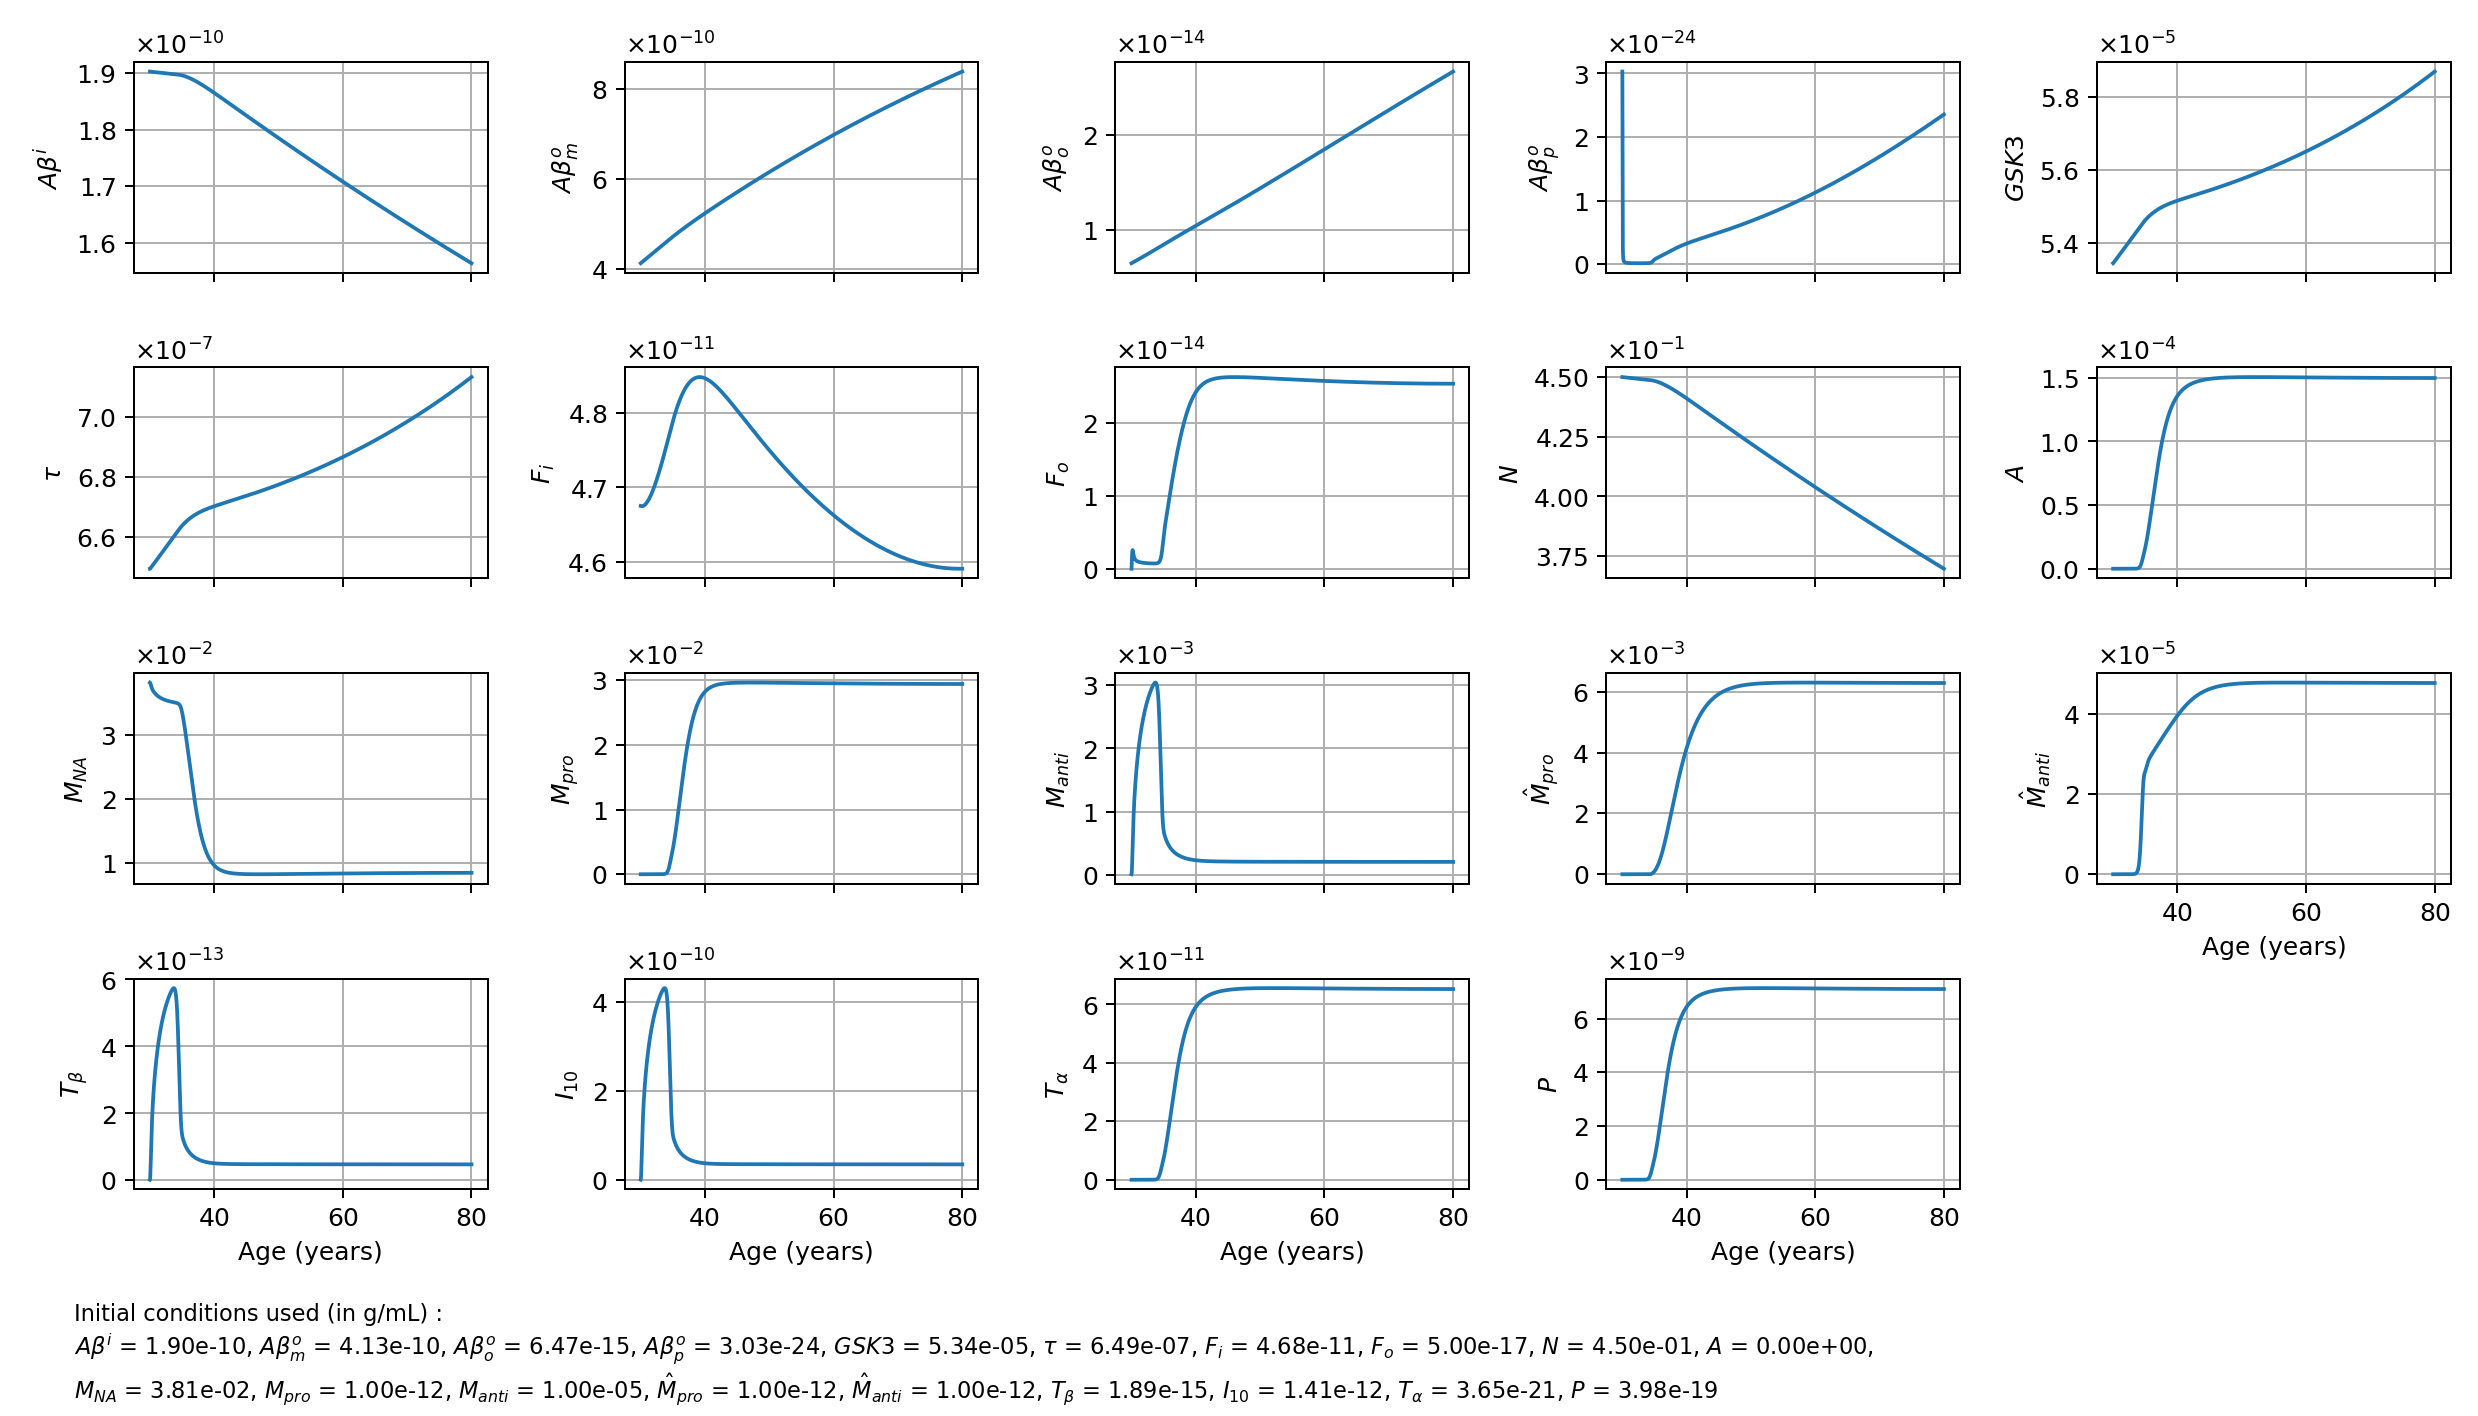 ×10⁻¹⁰ ×10⁻¹⁰ ×10⁻¹⁴ ×10⁻²⁴ ×10⁻⁵
1.9 1.8 1.7 1.6 Aβⁱ
8 6 4 Aβₘᵒ
2 1 Aβₒᵒ
3 2 1 0 Aβₚᵒ
5.8 5.6 5.4 GSK3
×10⁻⁷ ×10⁻¹¹ ×10⁻¹⁴ ×10⁻¹ ×10⁻⁴
7.0 6.8 6.6 τ
4.8 4.7 4.6 Fᵢ
2 1 0 Fₒ
4.50 4.25 4.00 3.75 N
1.5 1.0 0.5 0.0 A
×10⁻² ×10⁻² ×10⁻³ ×10⁻³ ×10⁻⁵
3 2 1 M_NA
3 2 1 0 M_pro
3 2 1 0 M_anti
6 4 2 0 M̂_pro
4 2 0 M̂_anti
40 60 80
Age (years)
×10⁻¹³ ×10⁻¹⁰ ×10⁻¹¹ ×10⁻⁹
6 4 2 0 T_β
4 2 0 I₁₀
6 4 2 0 T_α
6 4 2 0 P
40 60 80 40 60 80 40 60 80 40 60 80
Age (years) Age (years) Age (years) Age (years)
Initial conditions used (in g/mL) :
Aβⁱ = 1.90e-10, Aβₘᵒ = 4.13e-10, Aβₒᵒ = 6.47e-15, Aβₚᵒ = 3.03e-24, GSK3 = 5.34e-05, τ = 6.49e-07, Fᵢ = 4.68e-11, Fₒ = 5.00e-17, N = 4.50e-01, A = 0.00e+00,
M_NA = 3.81e-02, M_pro = 1.00e-12, M_anti = 1.00e-05, M̂_pro = 1.00e-12, M̂_anti = 1.00e-12, T_β = 1.89e-15, I₁₀ = 1.41e-12, T_α = 3.65e-21, P = 3.98e-19